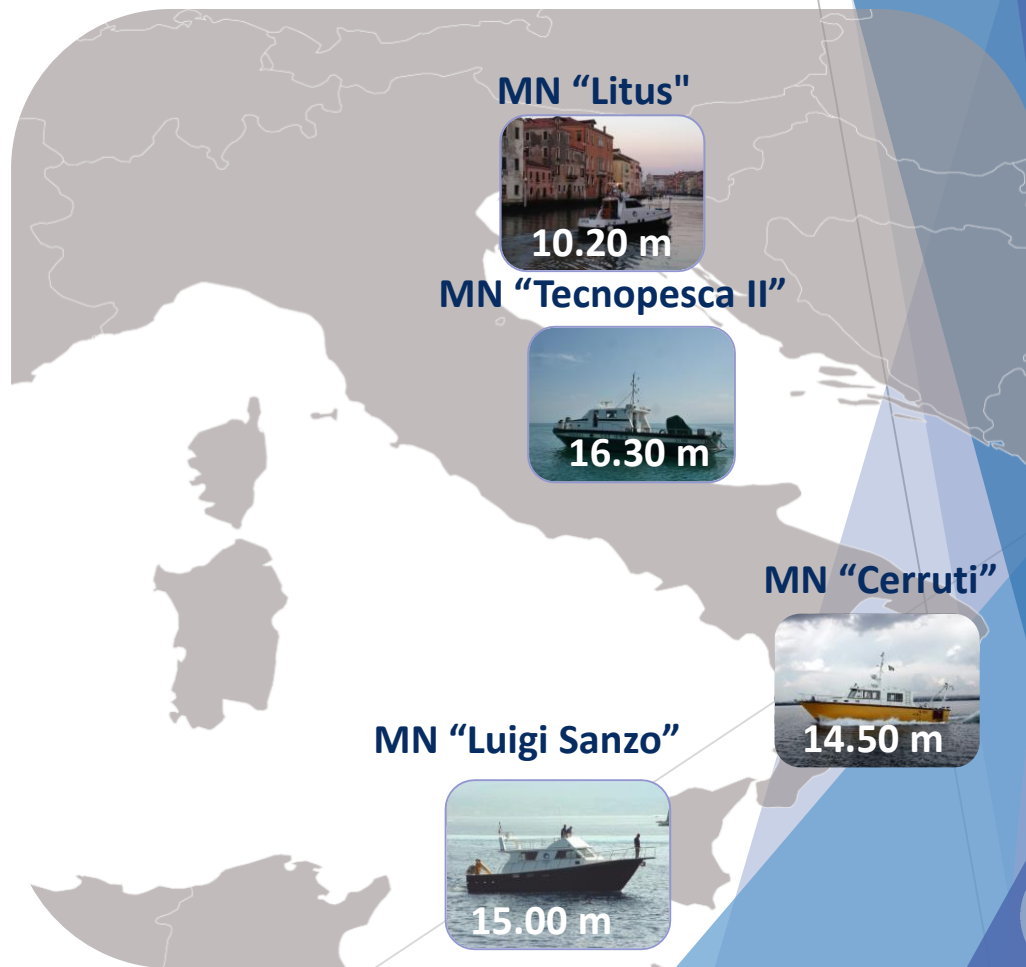 MN “Litus"
10.20 m
MN “Tecnopesca II”
16.30 m
MN “Cerruti”
14.50 m
MN “Luigi Sanzo”
15.00 m